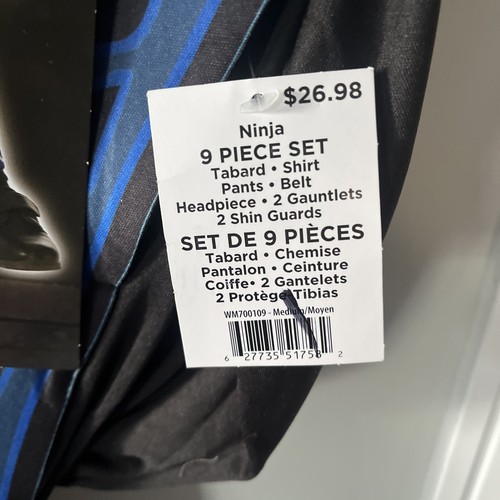 $26.98
Ninja
9 PIECE SET
Tabard • Shirt
Pants • Belt
Headpiece • 2 Gauntlets
2 Shin Guards
SET DE 9 PIÈCES
Tabard • Chemise
Pantalon • Ceinture
Coiffe• 2 Gantelets
2 Protège-Tibias
WM700109 - Medium/Moyen
6 27735 51758 2